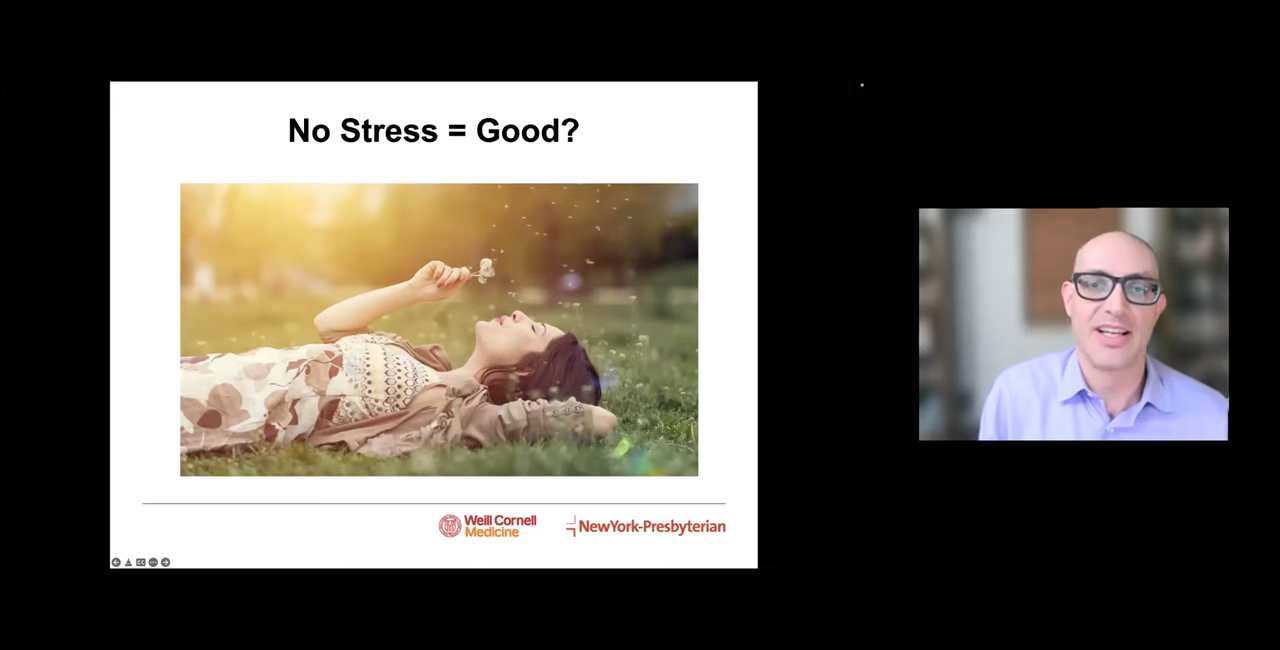 No Stress = Good?
Weill Cornell
Medicine
NewYork-Presbyterian